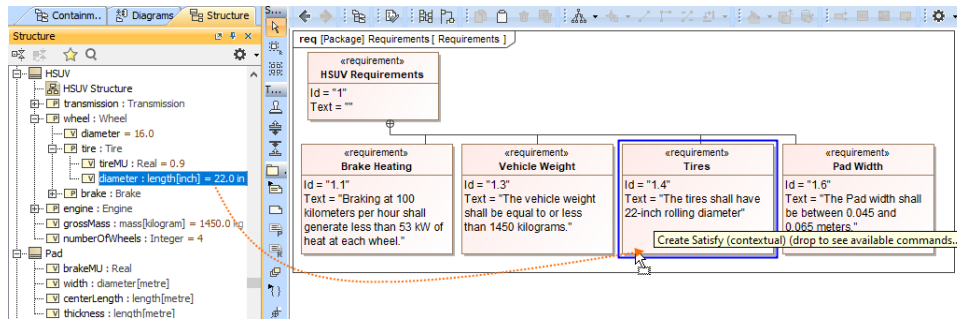 Containm..
Diagrams
Structure
Structure
HSUV
HSUV Structure
transmission : Transmission
wheel : Wheel
diameter = 16.0
tire : Tire
tireMU : Real = 0.9
diameter : length[inch] = 22.0 in
brake : Brake
engine : Engine
grossMass : mass[kilogram] = 1450.0 kg
numberOfWheels : Integer = 4
Pad
brakeMU : Real
width : diameter[metre]
centerLength : length[metre]
thickness : length[metre]
S...
T...
req [Package] Requirements [ Requirements ]
«requirement»
HSUV Requirements
Id = "1"
Text = ""
«requirement»
Brake Heating
Id = "1.1"
Text = "Braking at 100
kilometers per hour shall
generate less than 53 kW of
heat at each wheel."
«requirement»
Vehicle Weight
Id = "1.3"
Text = "The vehicle weight
shall be equal to or less
than 1450 kilograms."
«requirement»
Tires
Id = "1.4"
Text = "The tires shall have
22-inch rolling diameter"
«requirement»
Pad Width
Id = "1.6"
Text = "The Pad width shall
be between 0.045 and
0.065 meters."
Create Satisfy (contextual) (drop to see available commands..